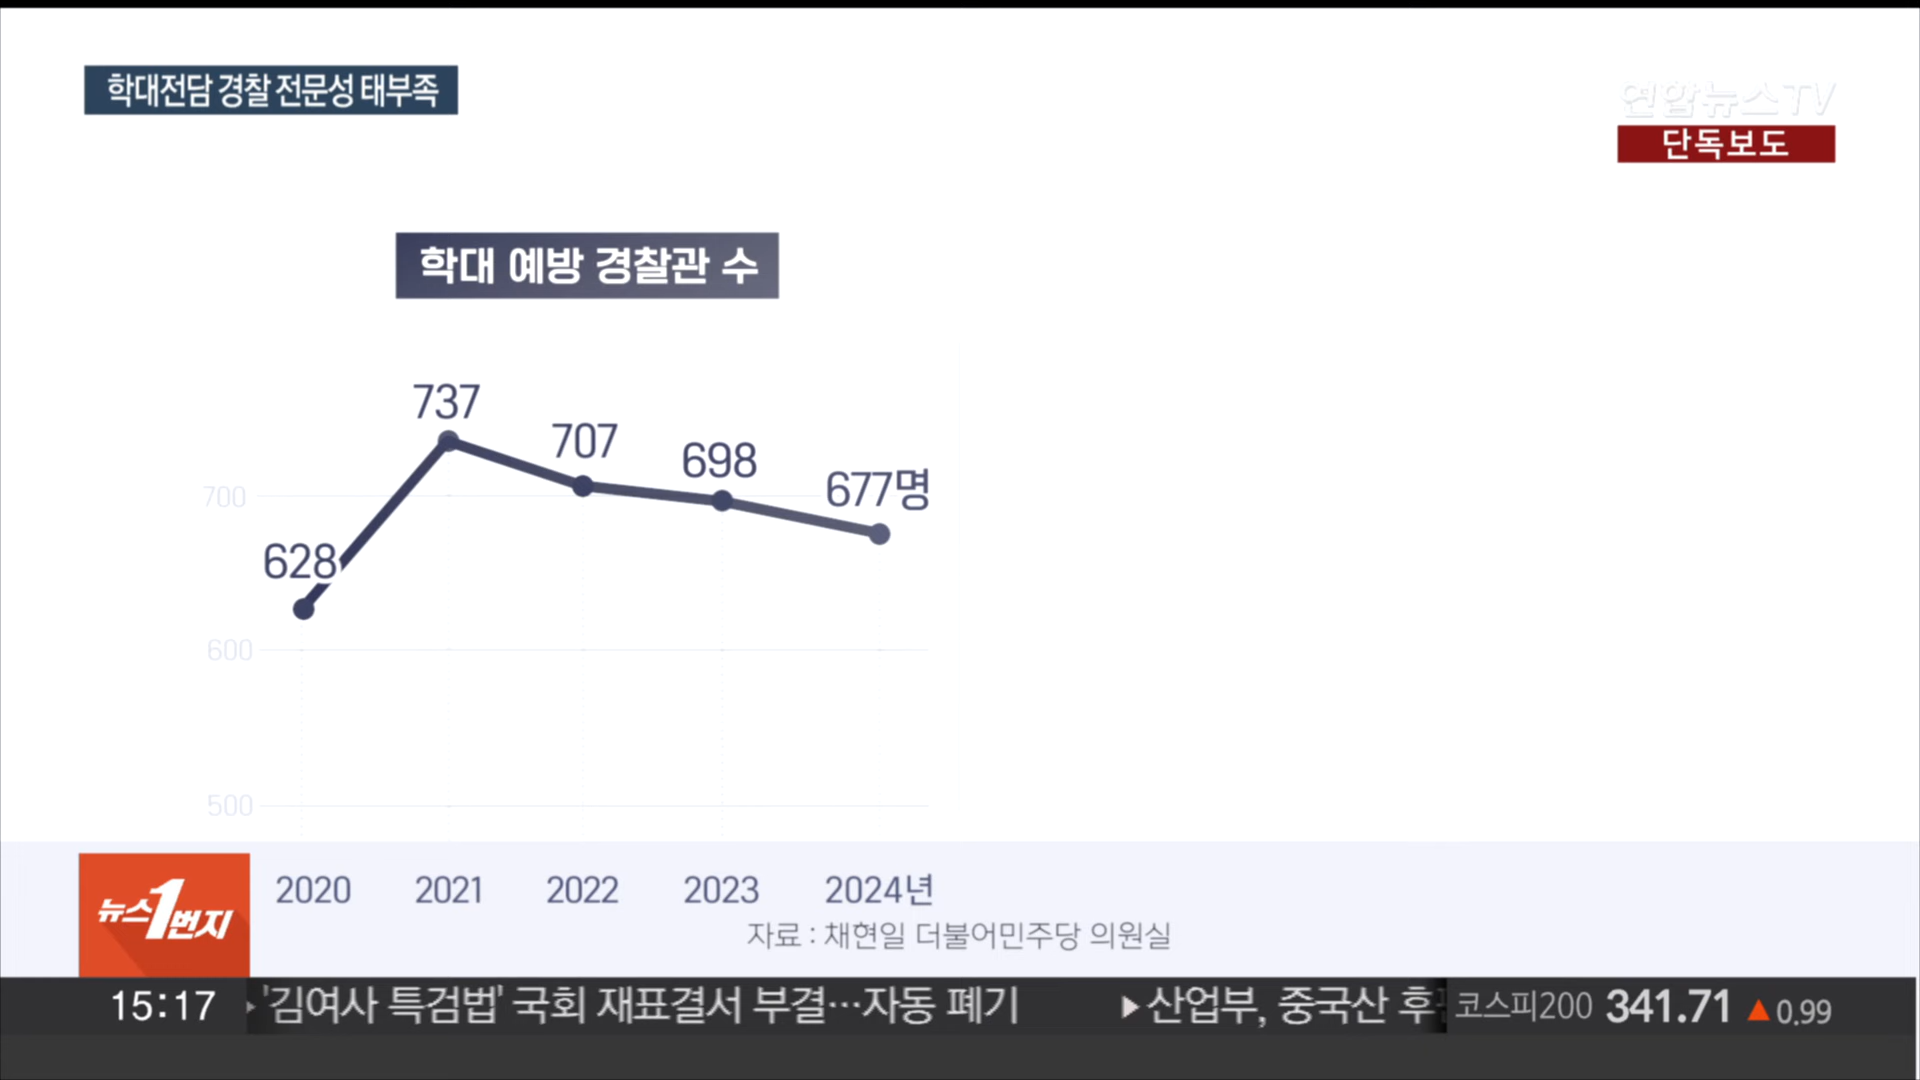 학대전담 경찰 전문성 태부족
연합뉴스TV
단독보도
학대 예방 경찰관 수
737
707
698
677명
700
628
600
500
2020 2021 2022 2023 2024년
자료 : 채현일 더불어민주당 의원실
뉴스1번지
15:17 '김여사 특검법' 국회 재표결서 부결…자동 폐기 ▶산업부, 중국산 후 코스피200 341.71 ▲0.99